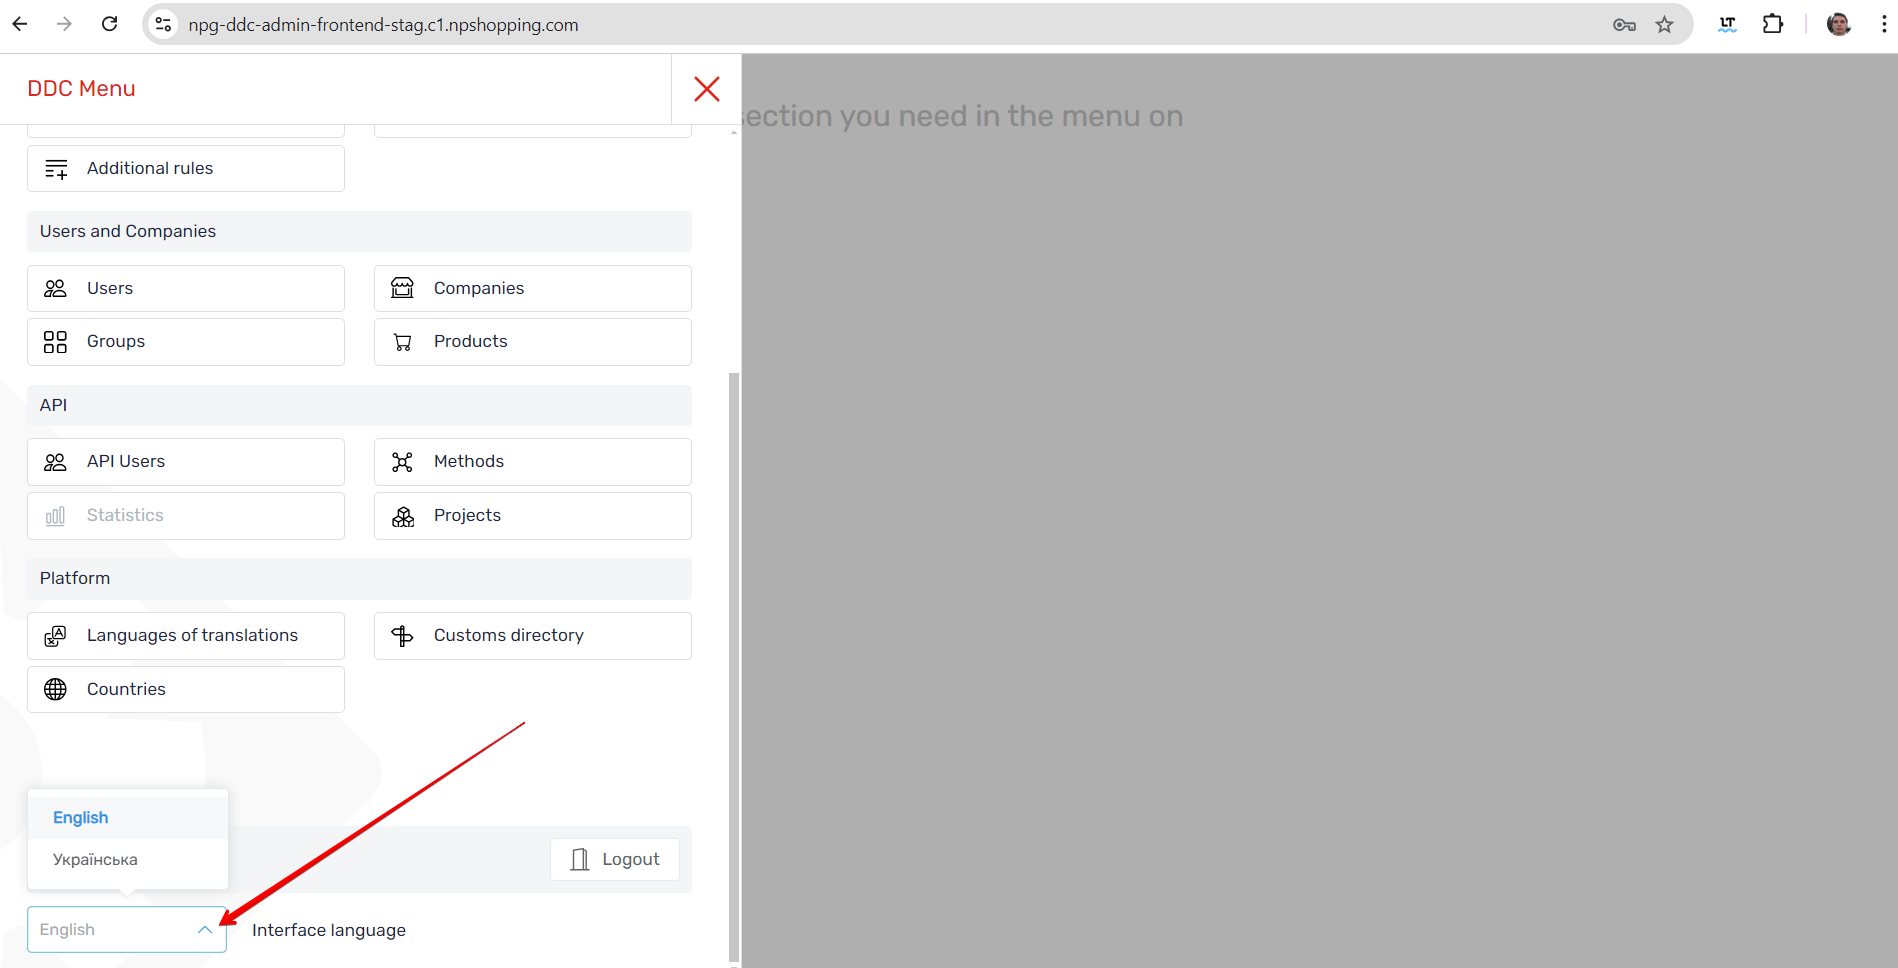 npg-ddc-admin-frontend-stag.c1.npshopping.com
LT
DDC Menu
section you need in the menu on
Additional rules
Users and Companies
Users
Companies
Groups
Products
API
API Users
Methods
Statistics
Projects
Platform
Languages of translations
Customs directory
Countries
English
Українська
Logout
English
Interface language